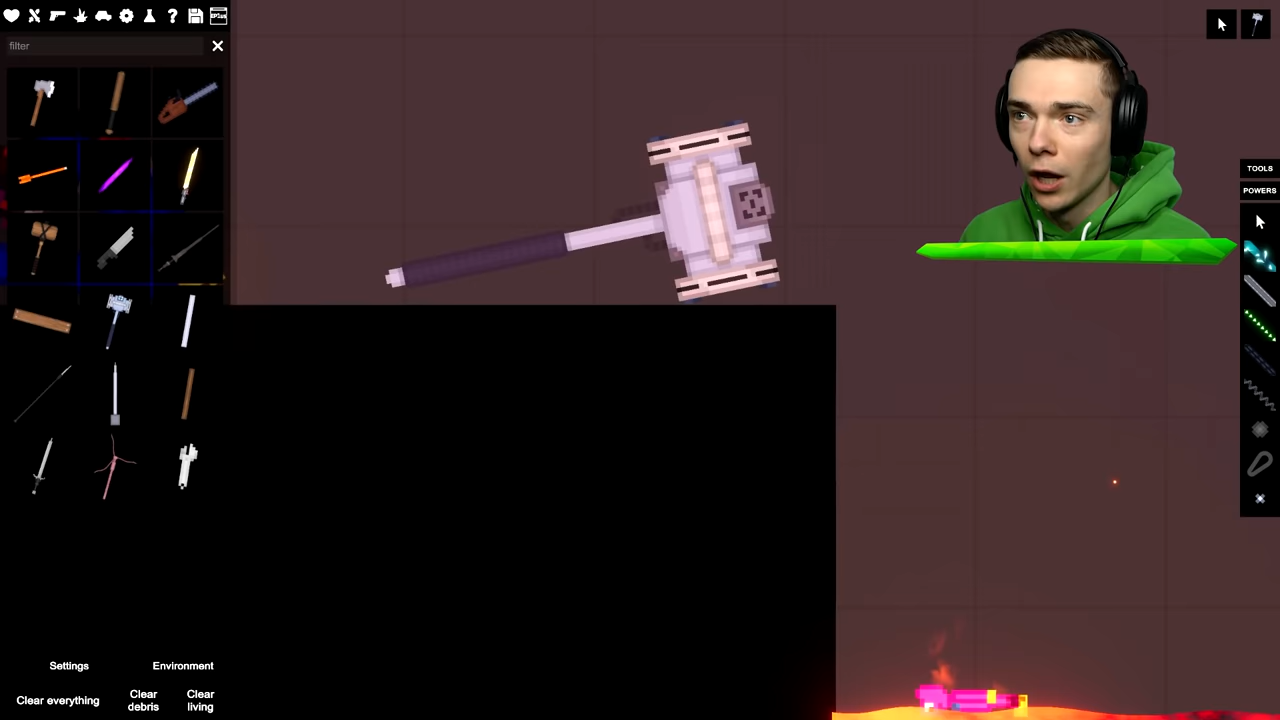 filter
TOOLS
POWERS
Settings Environment
Clear everything Clear debris Clear living